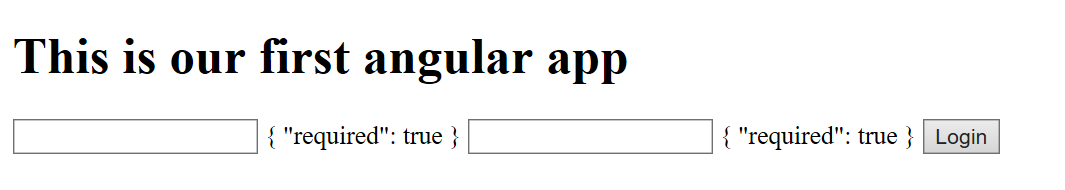 This is our first angular app
{ "required": true } { "required": true } Login